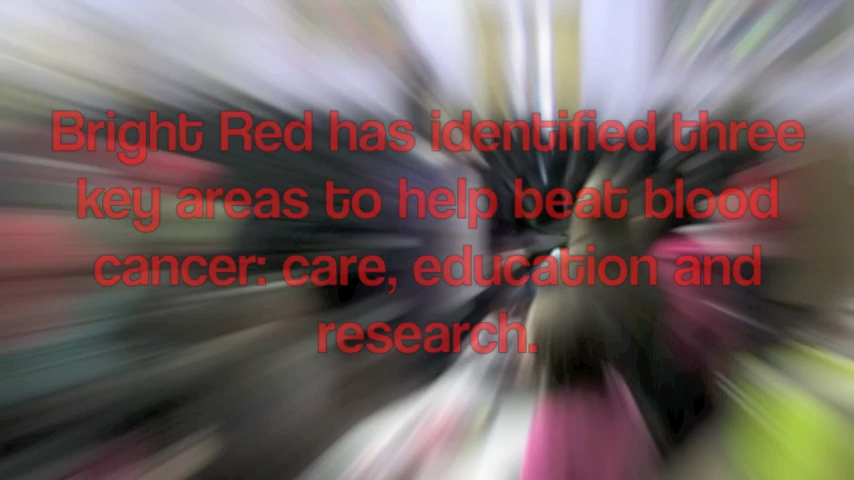 Bright Red has identified three
key areas to help beat blood
cancer: care, education and
research.